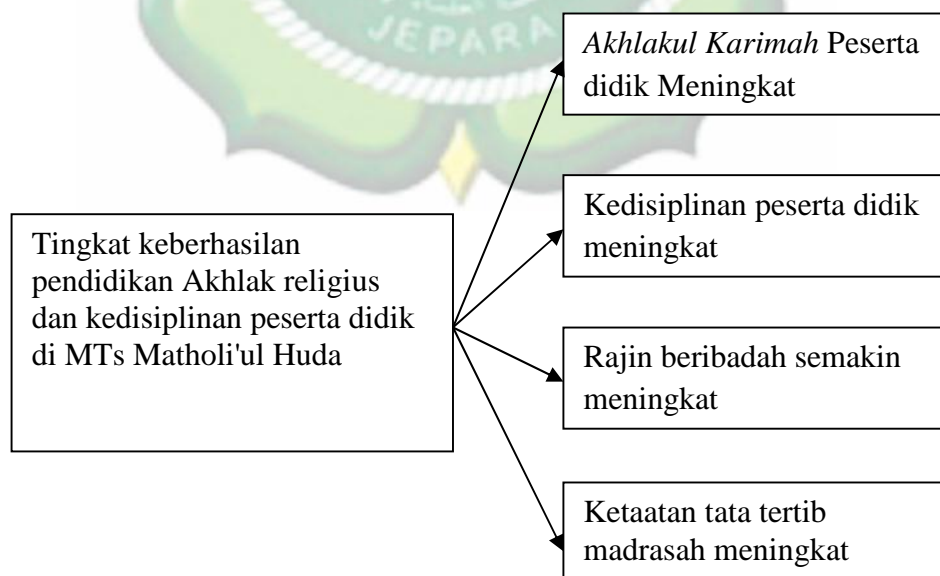 JEPARA
Akhlakul Karimah Peserta
didik Meningkat
Kedisiplinan peserta didik
meningkat
Tingkat keberhasilan
pendidikan Akhlak religius
dan kedisiplinan peserta didik
di MTs Matholi'ul Huda
Rajin beribadah semakin
meningkat
Ketaatan tata tertib
madrasah meningkat